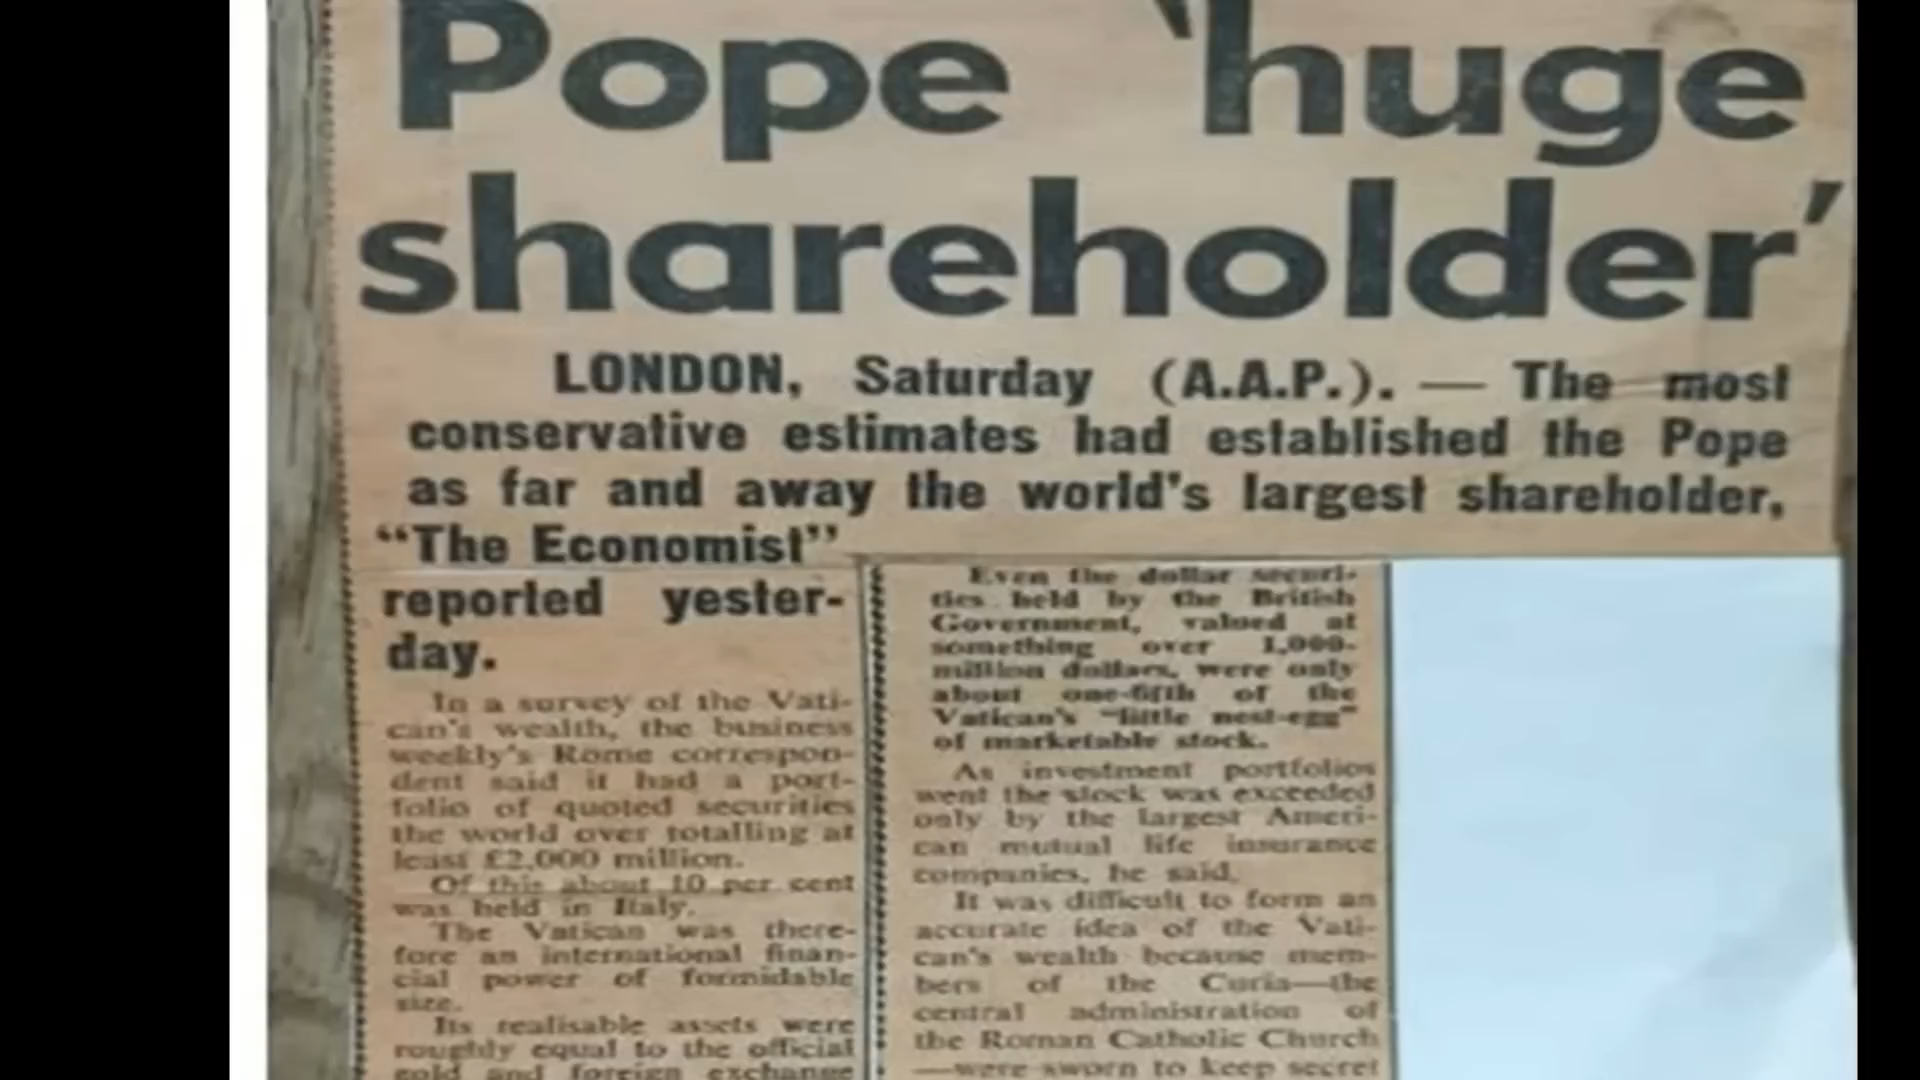 Pope 'huge
shareholder'
LONDON, Saturday (A.A.P.). — The most
conservative estimates had established the Pope
as far and away the world's largest shareholder,
“The Economist”
reported yester-
day.
In a survey of the Vati-
can's wealth, the business
weekly's Rome correspon-
dent said it had a port-
folio of quoted securities
the world over totalling at
least £2,000 million.
Of this about 10 per cent
was held in Italy.
The Vatican was there-
fore an international finan-
cial power of formidable
size.
Its realisable assets were
roughly equal to the official
gold and foreign exchange
Even the dollar securi-
ties held by the British
Government, valued at
something over 1,000-
million dollars, were only
about one-fifth of the
Vatican's “little nest-egg”
of marketable stock.
As investment portfolios
went the stock was exceeded
only by the largest Ameri-
can mutual life insurance
companies, he said.
It was difficult to form an
accurate idea of the Vati-
can's wealth because mem-
bers of the Curia—the
central administration of
the Roman Catholic Church
—were sworn to keep secret